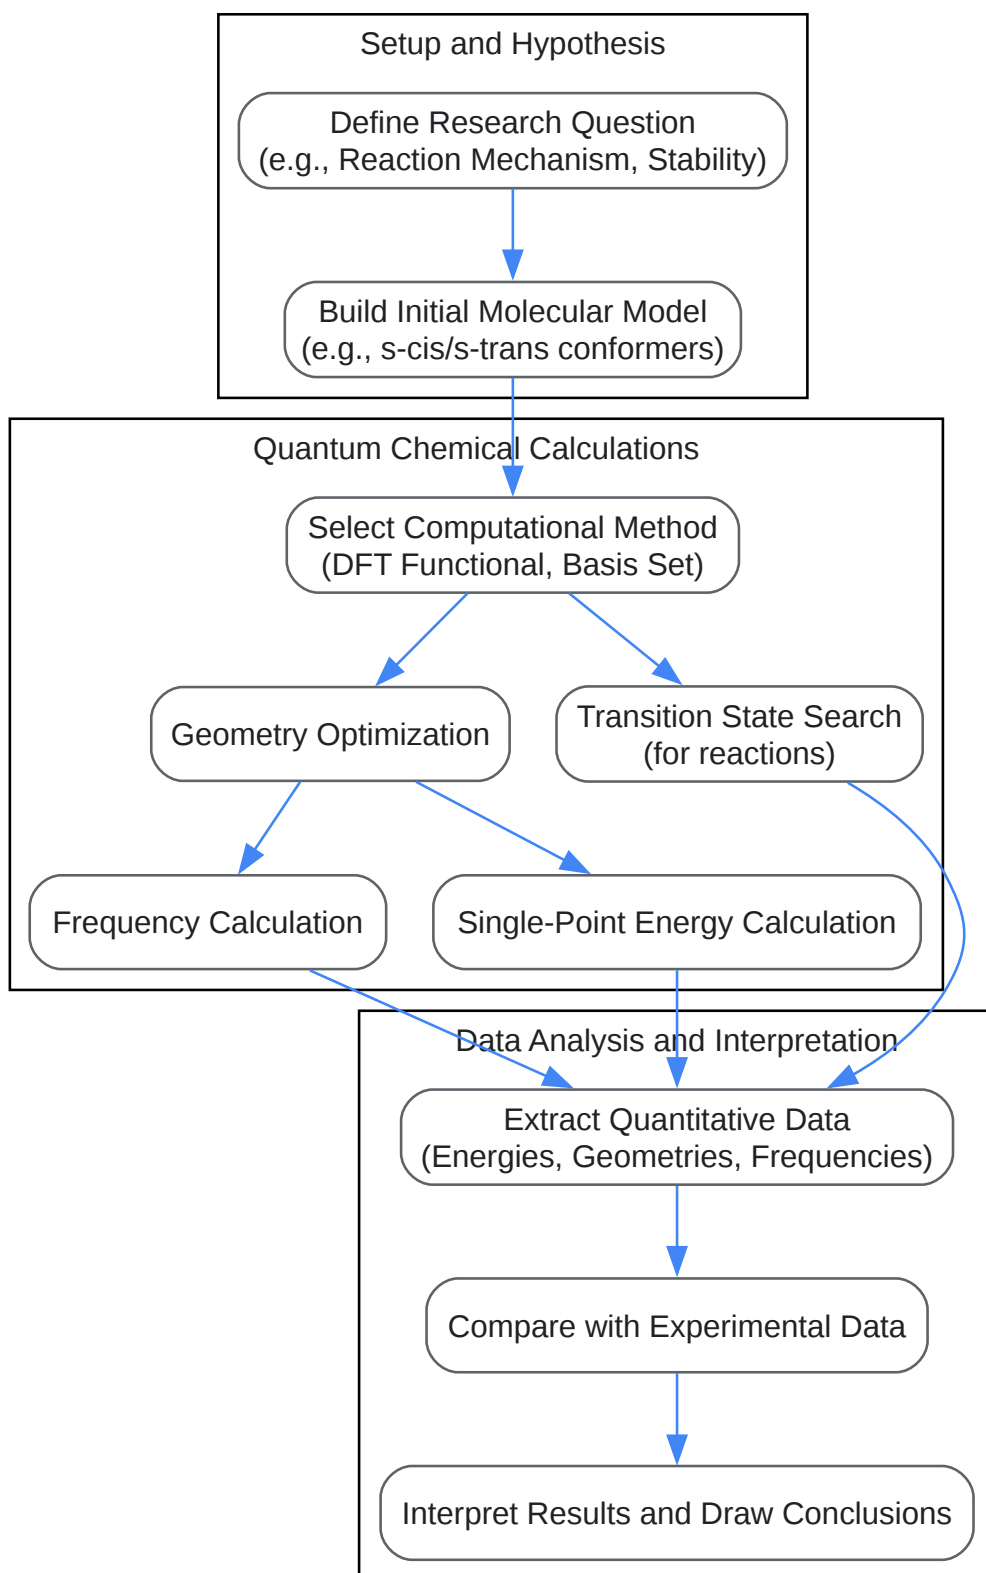 Setup and Hypothesis
Define Research Question
(e.g., Reaction Mechanism, Stability)
Build Initial Molecular Model
(e.g., s-cis/s-trans conformers)
Quantum Chemical Calculations
Select Computational Method
(DFT Functional, Basis Set)
Geometry Optimization
Transition State Search
(for reactions)
Frequency Calculation
Single-Point Energy Calculation
Data Analysis and Interpretation
Extract Quantitative Data
(Energies, Geometries, Frequencies)
Compare with Experimental Data
Interpret Results and Draw Conclusions